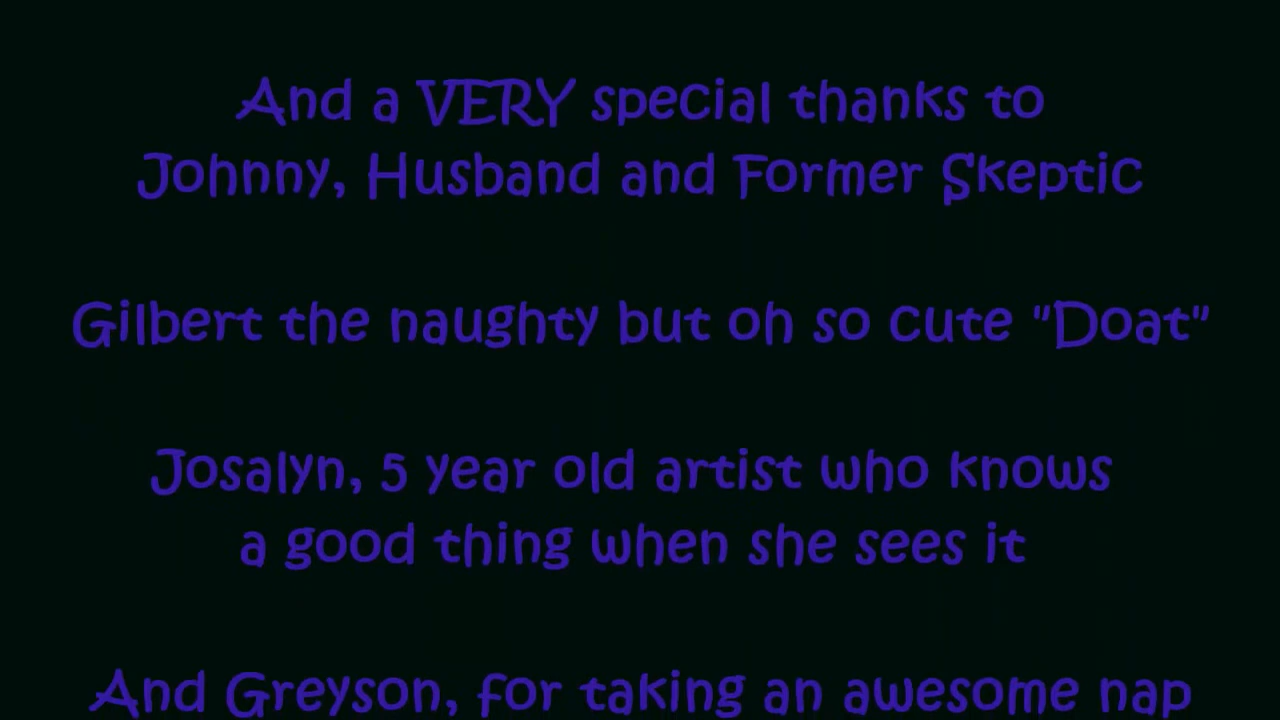 And a VERY special thanks to
Johnny, Husband and Former Skeptic
Gilbert the naughty but oh so cute "Doat"
Josalyn, 5 year old artist who knows
a good thing when she sees it
And Greyson, for taking an awesome nap